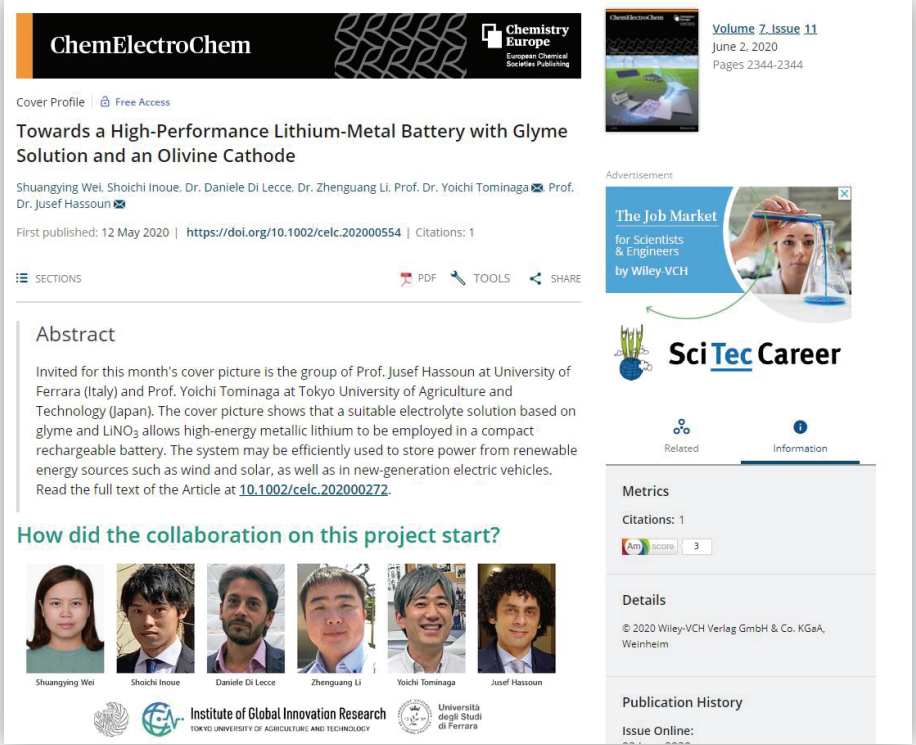 ChemElectroChem
Chemistry
Europe
European Chemical
Societies Publishing
Cover Profile
Free Access
Towards a High-Performance Lithium-Metal Battery with Glyme
Solution and an Olivine Cathode
Shuangying Wei, Shoichi Inoue, Dr. Daniele Di Lecce, Dr. Zhenguang Li, Prof. Dr. Yoichi Tominaga, Prof.
Dr. Jusef Hassoun
First published: 12 May 2020 | https://doi.org/10.1002/celc.202000554 | Citations: 1
SECTIONS
PDF
TOOLS
SHARE
Abstract
Invited for this month's cover picture is the group of Prof. Jusef Hassoun at University of
Ferrara (Italy) and Prof. Yoichi Tominaga at Tokyo University of Agriculture and
Technology (Japan). The cover picture shows that a suitable electrolyte solution based on
glyme and LiNO₃ allows high-energy metallic lithium to be employed in a compact
rechargeable battery. The system may be efficiently used to store power from renewable
energy sources such as wind and solar, as well as in new-generation electric vehicles.
Read the full text of the Article at 10.1002/celc.202000272.
How did the collaboration on this project start?
Shuangying Wei
Shoichi Inoue
Daniele Di Lecce
Zhenguang Li
Yoichi Tominaga
Jusef Hassoun
Institute of Global Innovation Research
TOKYO UNIVERSITY OF AGRICULTURE AND TECHNOLOGY
Università
degli Studi
di Ferrara
ChemElectroChem
Volume 7, Issue 11
June 2, 2020
Pages 2344-2344
Advertisement
The Job Market
for Scientists
& Engineers
by Wiley-VCH
SciTec Career
Related
Information
Metrics
Citations: 1
Am score 3
Details
© 2020 Wiley-VCH Verlag GmbH & Co. KGaA,
Weinheim
Publication History
Issue Online: